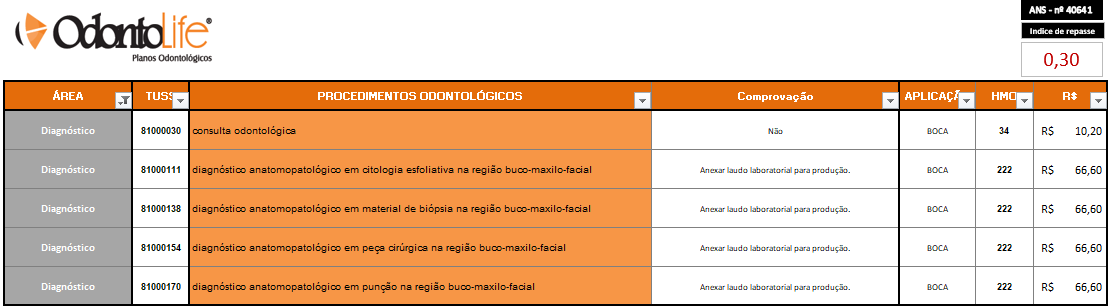 OdontoLife®
Planos Odontológicos
ANS - nº 40641
Indice de repasse
0,30
ÁREA TUSS PROCEDIMENTOS ODONTOLÓGICOS Comprovação APLICAÇÃ HMO R$
Diagnóstico 81000030 consulta odontológica Não BOCA 34 R$ 10,20
Diagnóstico 81000111 diagnóstico anatomopatológico em citologia esfoliativa na região buco-maxilo-facial Anexar laudo laboratorial para produção. BOCA 222 R$ 66,60
Diagnóstico 81000138 diagnóstico anatomopatológico em material de biópsia na região buco-maxilo-facial Anexar laudo laboratorial para produção. BOCA 222 R$ 66,60
Diagnóstico 81000154 diagnóstico anatomopatológico em peça cirúrgica na região buco-maxilo-facial Anexar laudo laboratorial para produção. BOCA 222 R$ 66,60
Diagnóstico 81000170 diagnóstico anatomopatológico em punção na região buco-maxilo-facial Anexar laudo laboratorial para produção. BOCA 222 R$ 66,60